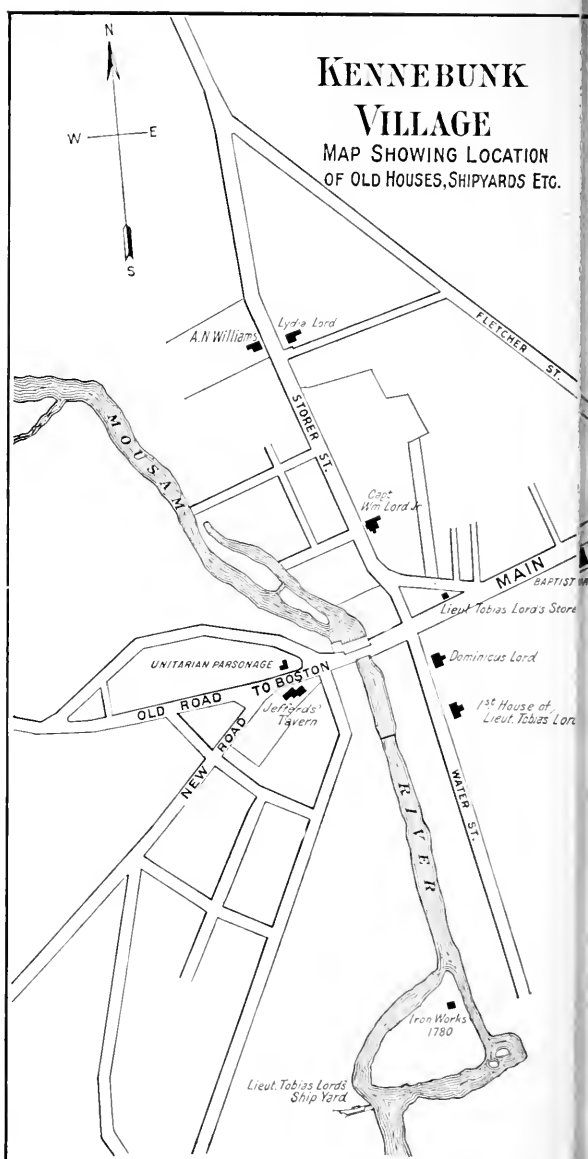 N
W E
S
KENNEBUNK
VILLAGE
MAP SHOWING LOCATION
OF OLD HOUSES, SHIPYARDS ETC.
FLETCHER ST.
A.N Williams
Lydia Lord
STORER ST.
MOUSAM
Capt
Wm Lord Jr
MAIN
BAPTIST
Lieut Tobias Lord's Store
UNITARIAN PARSONAGE
Dominicus Lord
OLD ROAD TO BOSTON
Jeffards'
Tavern
1st House of
Lieut. Tobias Lord
NEW ROAD
WATER ST.
RIVER
Iron Works
1780
Lieut. Tobias Lord's
Ship Yard